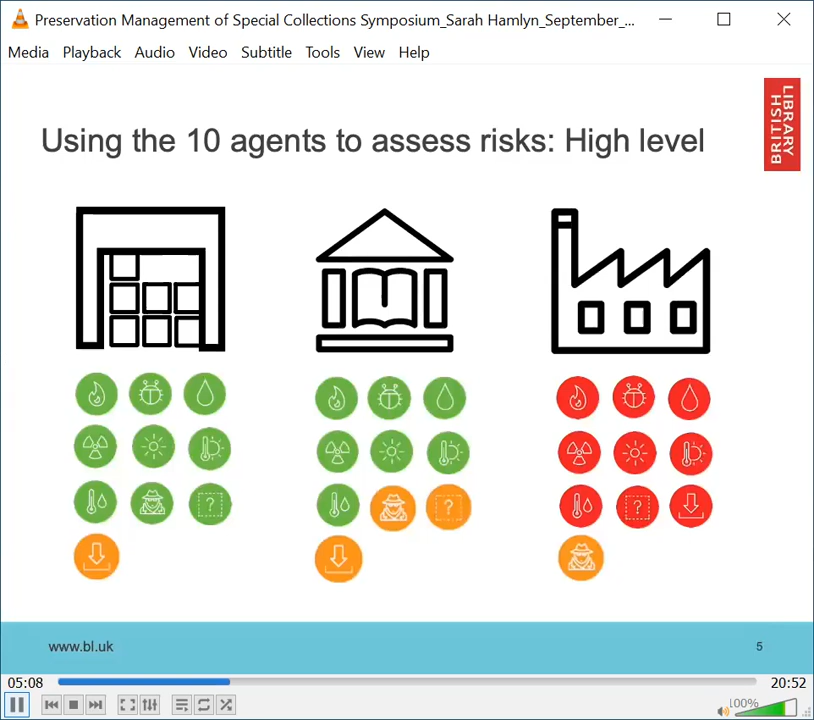 Preservation Management of Special Collections Symposium_Sarah Hamlyn_September_...
Media Playback Audio Video Subtitle Tools View Help
LIBRARY
BRITISH
Using the 10 agents to assess risks: High level
?
?
?
www.bl.uk
5
05:08
20:52
100%